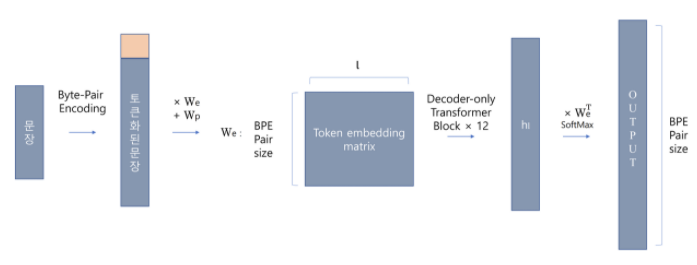 문장
Byte-Pair
Encoding
토큰화된문장
× We
+ Wp
We :
BPE
Pair
size
l
Token embedding
matrix
Decoder-only
Transformer
Block × 12
hl
× WeT
SoftMax
OUTPUT
BPE
Pair
size